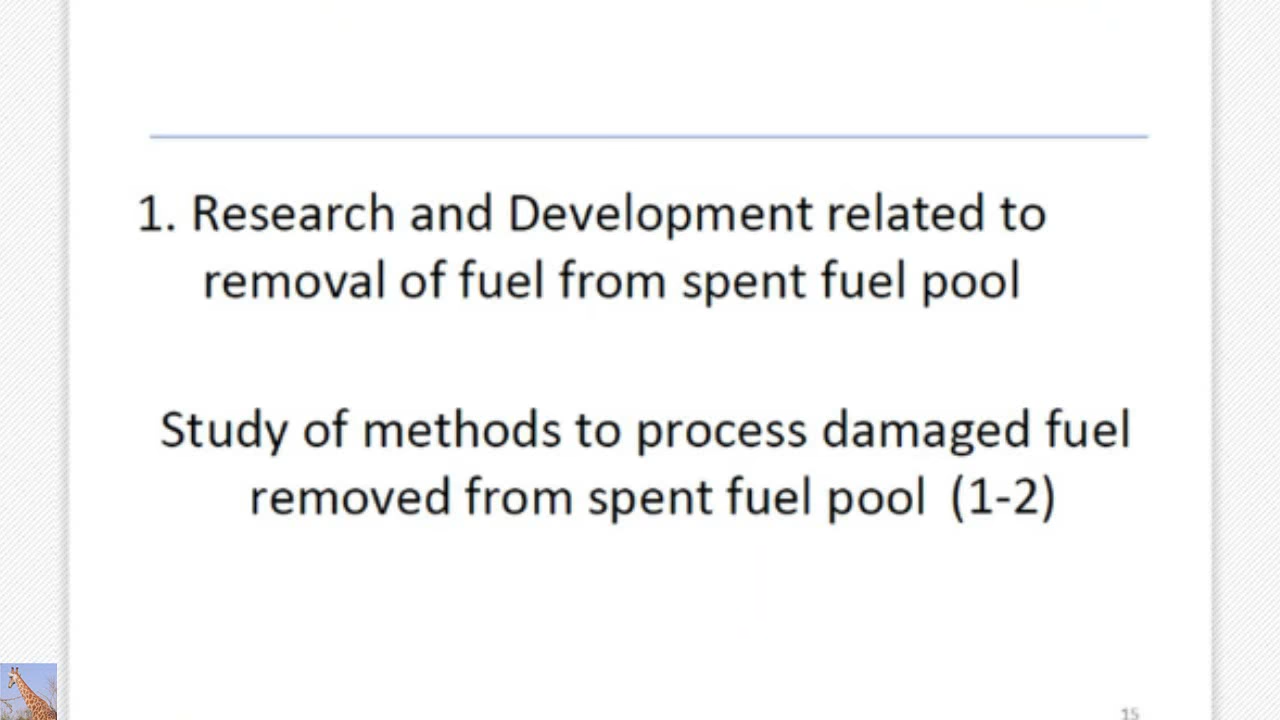 1. Research and Development related to
removal of fuel from spent fuel pool
Study of methods to process damaged fuel
removed from spent fuel pool (1-2)
15